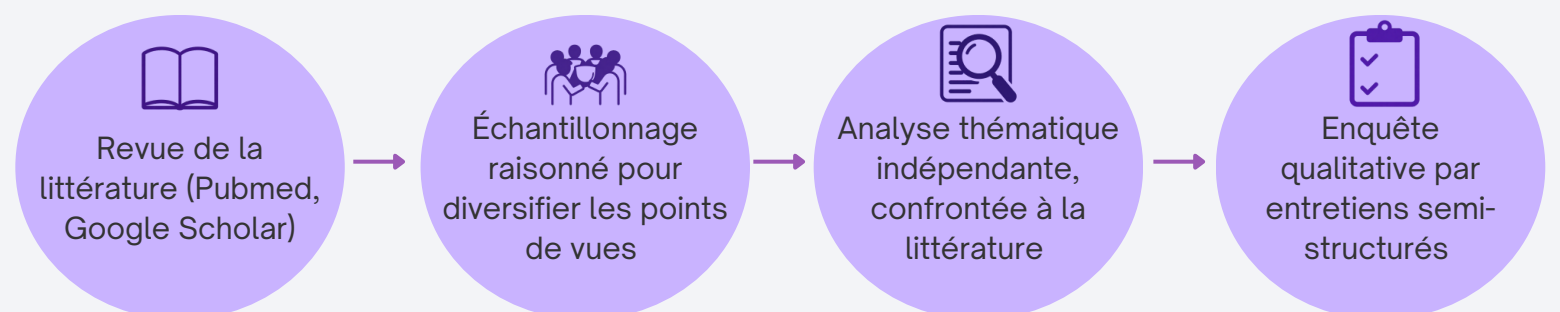 Revue de la
littérature (Pubmed,
Google Scholar)
Échantillonnage
raisonné pour
diversifier les points
de vues
Analyse thématique
indépendante,
confrontée à la
littérature
Enquête
qualitative par
entretiens semi-
structurés